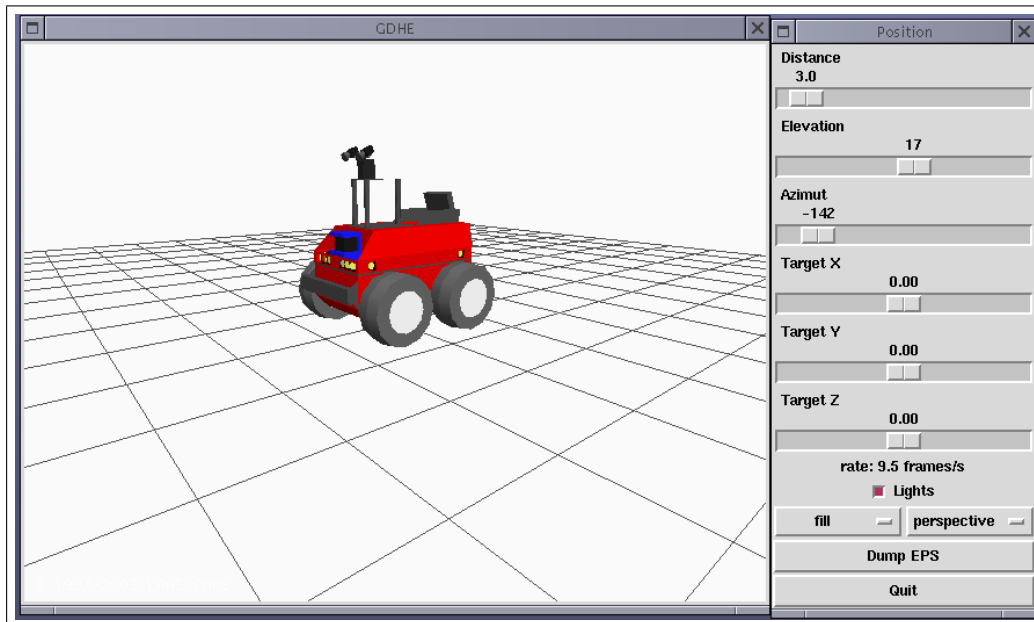 GDHE
Position
Distance
3.0
Elevation
17
Azimut
-142
Target X
0.00
Target Y
0.00
Target Z
0.00
rate: 9.5 frames/s
Lights
fill
perspective
Dump EPS
Quit